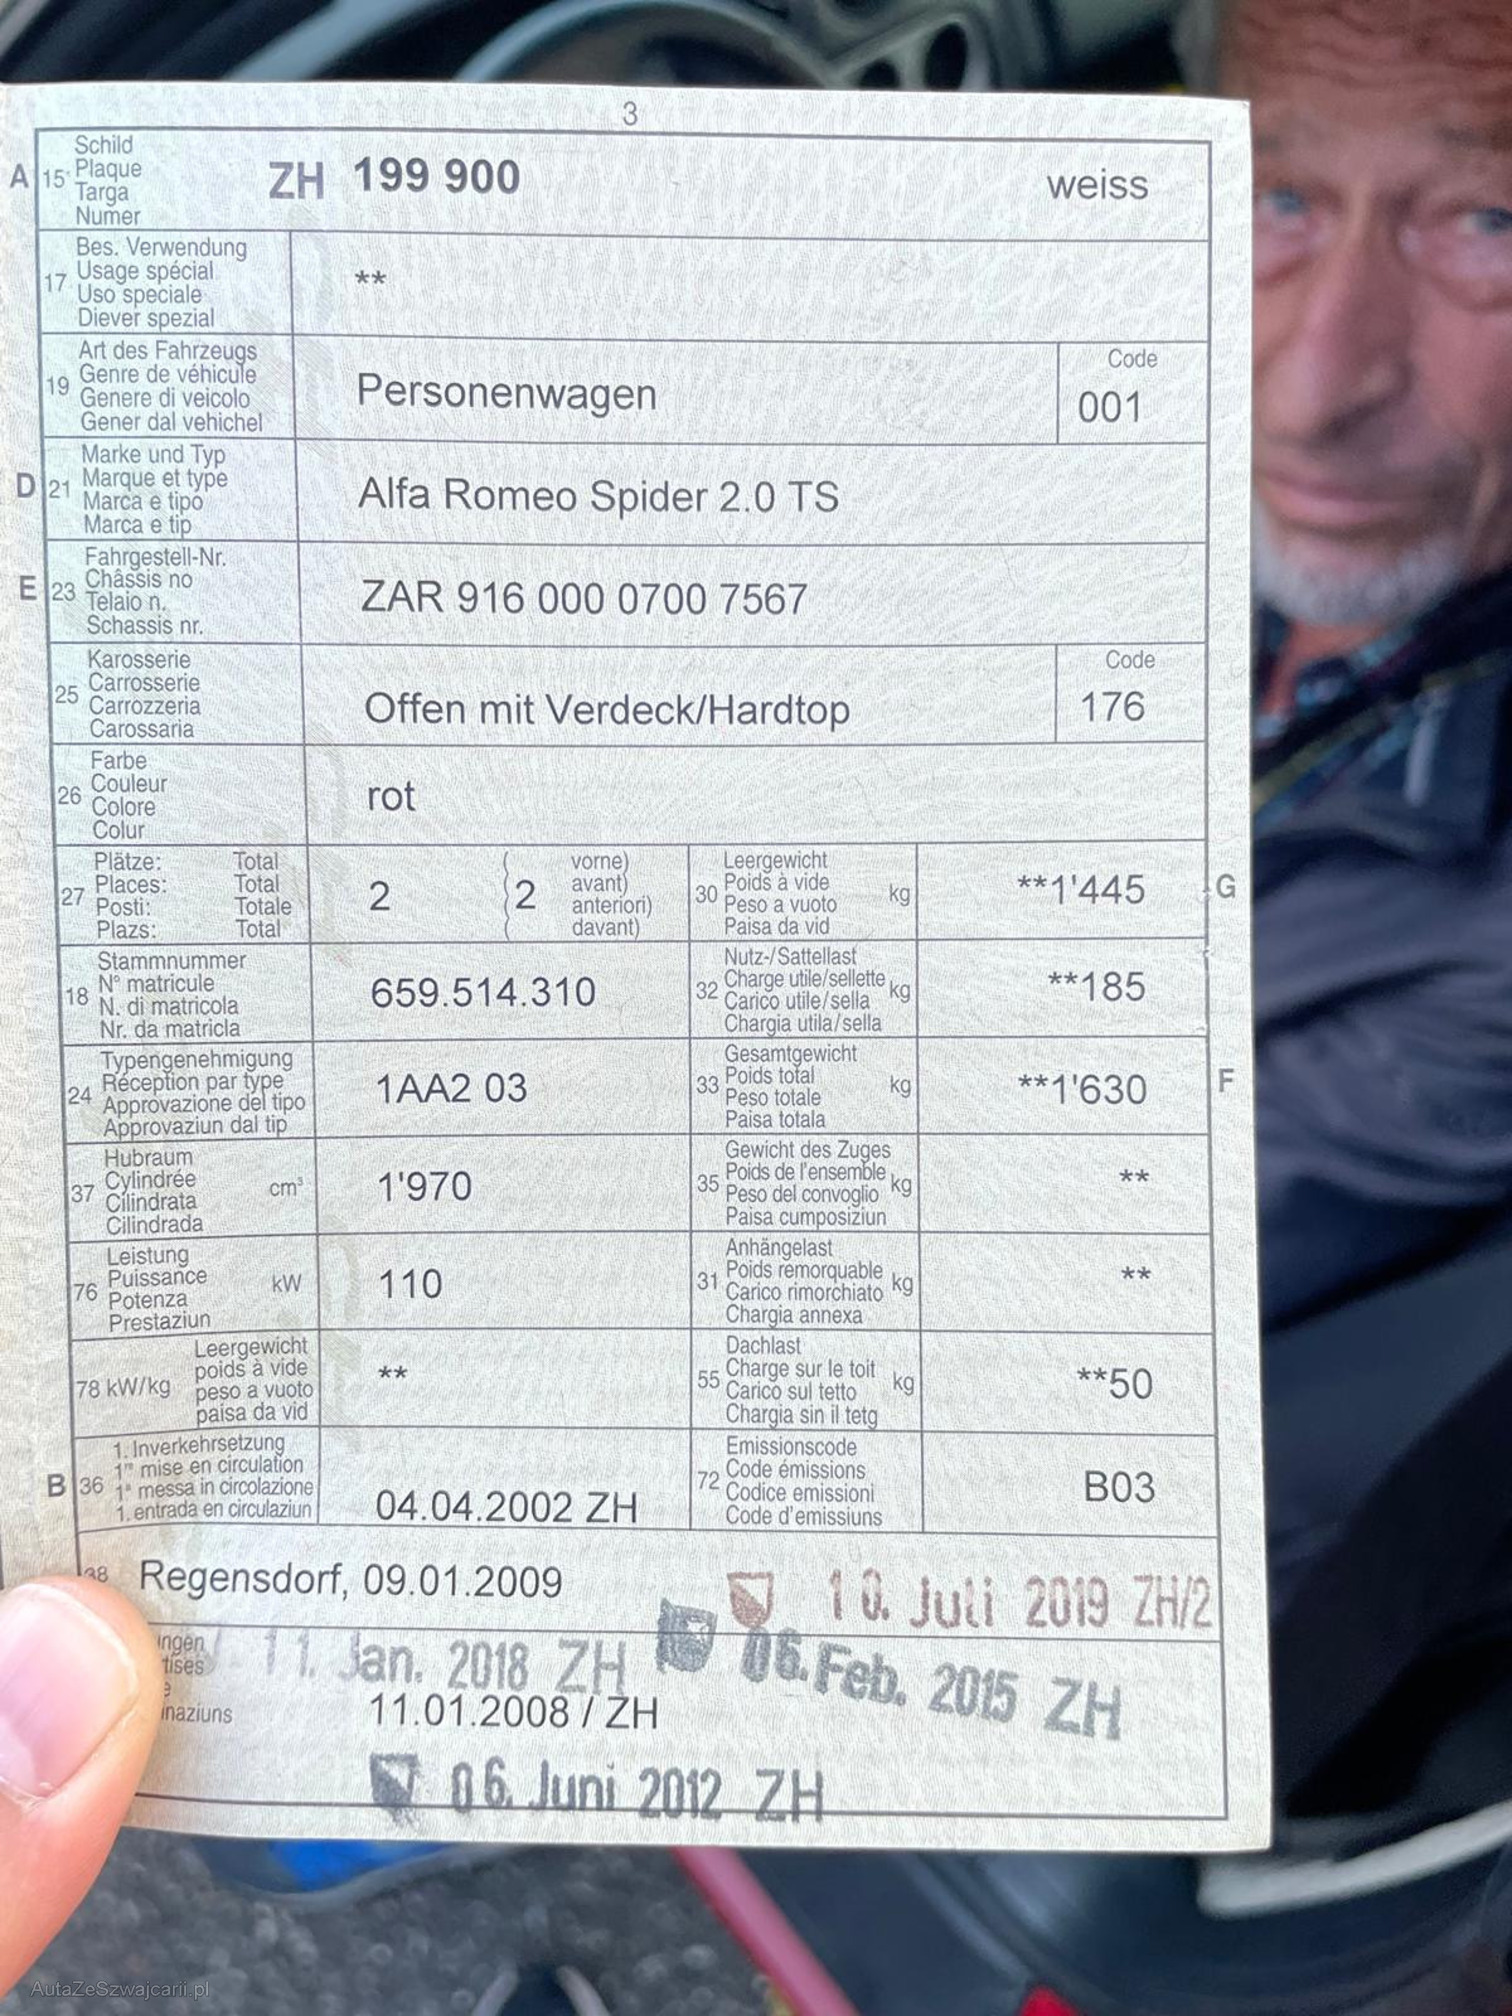 3
A 15 Schild
Plaque
Targa
Numer
ZH 199 900 weiss
17 Bes. Verwendung
Usage spécial
Uso speciale
Diever spezial
**
19 Art des Fahrzeugs
Genre de véhicule
Genere di veicolo
Gener dal vehichel
Personenwagen
Code
001
D 21 Marke und Typ
Marque et type
Marca e tipo
Marca e tip
Alfa Romeo Spider 2.0 TS
E 23 Fahrgestell-Nr.
Châssis no
Telaio n.
Schassis nr.
ZAR 916 000 0700 7567
25 Karosserie
Carrosserie
Carrozzeria
Carossaria
Offen mit Verdeck/Hardtop
Code
176
26 Farbe
Couleur
Colore
Colur
rot
27 Plätze: Total
Places: Total
Posti: Totale
Plazs: Total
2
2
vorne)
avant)
anteriori)
davant)
30 Leergewicht
Poids à vide kg
Peso a vuoto
Paisa da vid
**1'445 G
18 Stammnummer
N° matricule
N. di matricola
Nr. da matricla
659.514.310
32 Nutz-/Sattellast
Charge utile/sellette kg
Carico utile/sella
Chargia utila/sella
**185
24 Typengenehmigung
Réception par type
Approvazione del tipo
Approvaziun dal tip
1AA2 03
33 Gesamtgewicht
Poids total kg
Peso totale
Paisa totala
**1'630 F
37 Hubraum
Cylindrée cm³
Cilindrata
Cilindrada
1'970
35 Gewicht des Zuges
Poids de l'ensemble kg
Peso del convoglio
Paisa cumposiziun
**
76 Leistung
Puissance kW
Potenza
Prestaziun
110
31 Anhängelast
Poids remorquable kg
Carico rimorchiato
Chargia annexa
**
78 kW/kg Leergewicht
poids à vide
peso a vuoto
paisa da vid
**
55 Dachlast
Charge sur le toit kg
Carico sul tetto
Chargia sin il tetg
**50
B 36 1. Inverkehrsetzung
1re mise en circulation
1a messa in circolazione
1. entrada en circulaziun
04.04.2002 ZH
72 Emissionscode
Code émissions
Codice emissioni
Code d'emissiuns
B03
38 Regensdorf, 09.01.2009
10. Juli 2019 ZH/2
11. Jan. 2018 ZH
06. Feb. 2015 ZH
11.01.2008 / ZH
06. Juni 2012 ZH
AutaZeSzwajcarii.pl